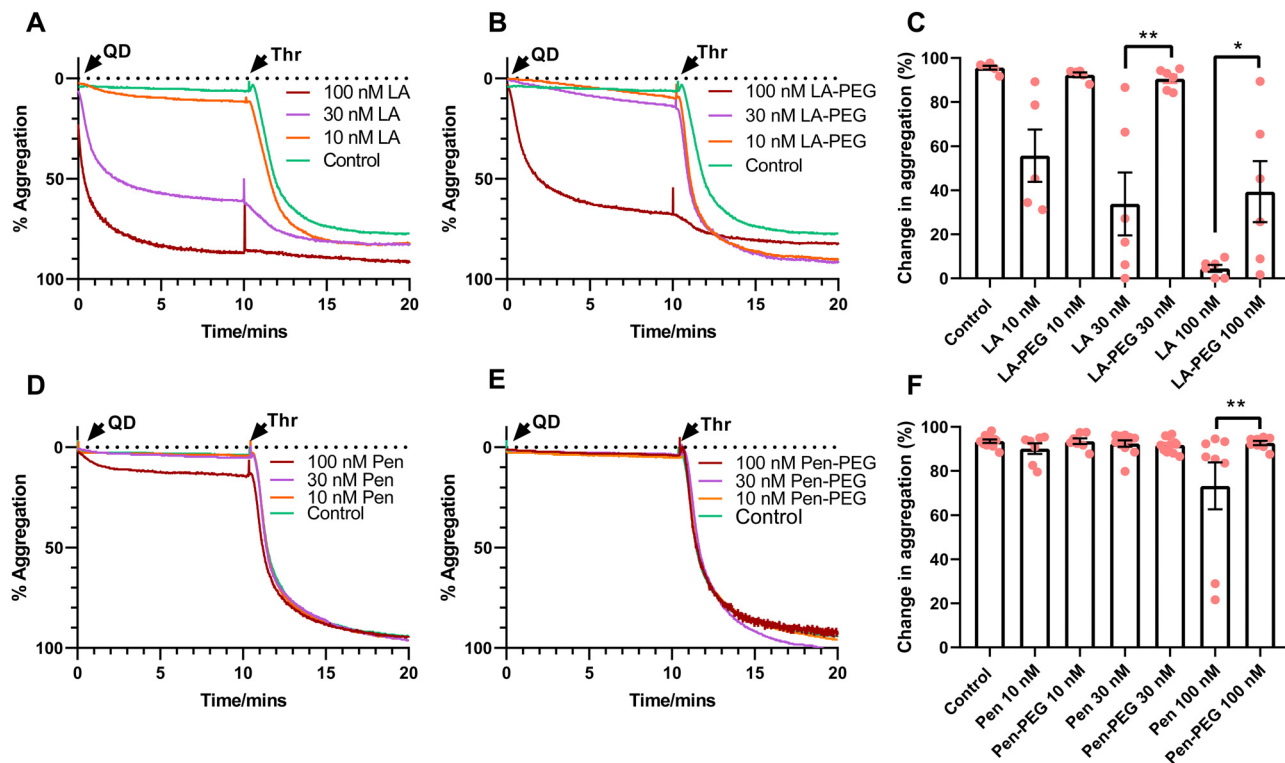 A
QD
Thr
0
50
100
% Aggregation
100 nM LA
30 nM LA
10 nM LA
Control
0
5
10
15
20
Time/mins
B
QD
Thr
0
50
100
% Aggregation
100 nM LA-PEG
30 nM LA-PEG
10 nM LA-PEG
Control
0
5
10
15
20
Time/mins
C
**
*
Change in aggregation (%)
100
80
60
40
20
0
Control
LA 10 nM
LA-PEG 10 nM
LA 30 nM
LA-PEG 30 nM
LA 100 nM
LA-PEG 100 nM
D
QD
Thr
0
50
100
% Aggregation
100 nM Pen
30 nM Pen
10 nM Pen
Control
0
5
10
15
20
Time/mins
E
QD
Thr
0
50
100
% Aggregation
100 nM Pen-PEG
30 nM Pen-PEG
10 nM Pen-PEG
Control
0
5
10
15
20
Time/mins
F
**
Change in aggregation (%)
100
80
60
40
20
0
Control
Pen 10 nM
Pen-PEG 10 nM
Pen 30 nM
Pen-PEG 30 nM
Pen 100 nM
Pen-PEG 100 nM